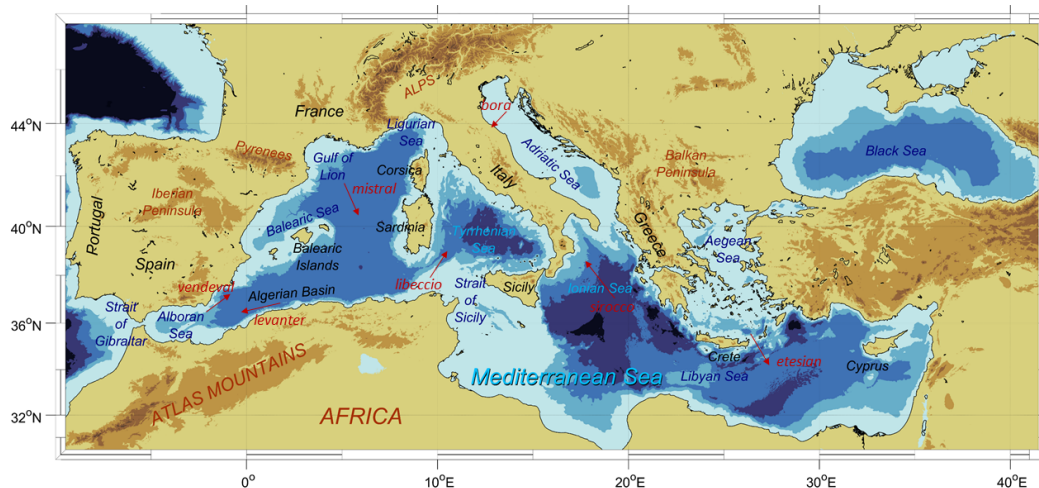 ALPS
France
bora
44°N
Ligurian
Sea
Pyrenees
Gulf of
Lion
Corsica
Adriatic Sea
Black Sea
Balkan
Peninsula
Italy
mistral
Iberian
Peninsula
Portugal
Balearic Sea
40°N
Sardinia
Tyrrhenian
Sea
Greece
Aegean
Sea
Balearic
Islands
Spain
vendeval
Algerian Basin
libeccio
Strait
of
Sicily
Sicily
Ionian Sea
sirocco
Strait
of
Gibraltar
Alboran
Sea
levanter
36°N
Crete
etesian
Cyprus
Libyan Sea
Mediterranean Sea
ATLAS MOUNTAINS
AFRICA
32°N
0°
10°E
20°E
30°E
40°E